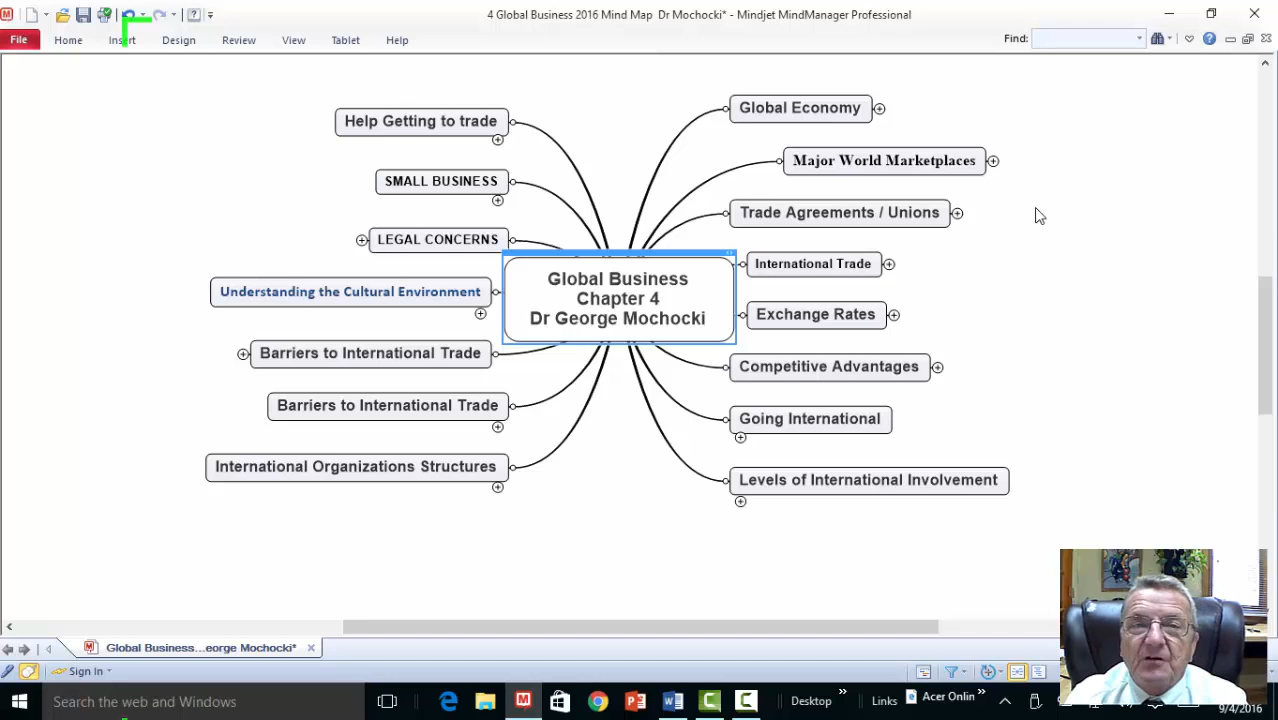 4 Global Business 2016 Mind Map Dr Mochocki* - Mindjet MindManager Professional
File Home Insert Design Review View Tablet Help Find:
Help Getting to trade
SMALL BUSINESS
LEGAL CONCERNS
Understanding the Cultural Environment
Barriers to International Trade
Barriers to International Trade
International Organizations Structures
Global Business
Chapter 4
Dr George Mochocki
Global Economy
Major World Marketplaces
Trade Agreements / Unions
International Trade
Exchange Rates
Competitive Advantages
Going International
Levels of International Involvement
Global Business...eorge Mochocki*
Sign In
Search the web and Windows
Desktop
Links
Acer Onlin
9/4/2016